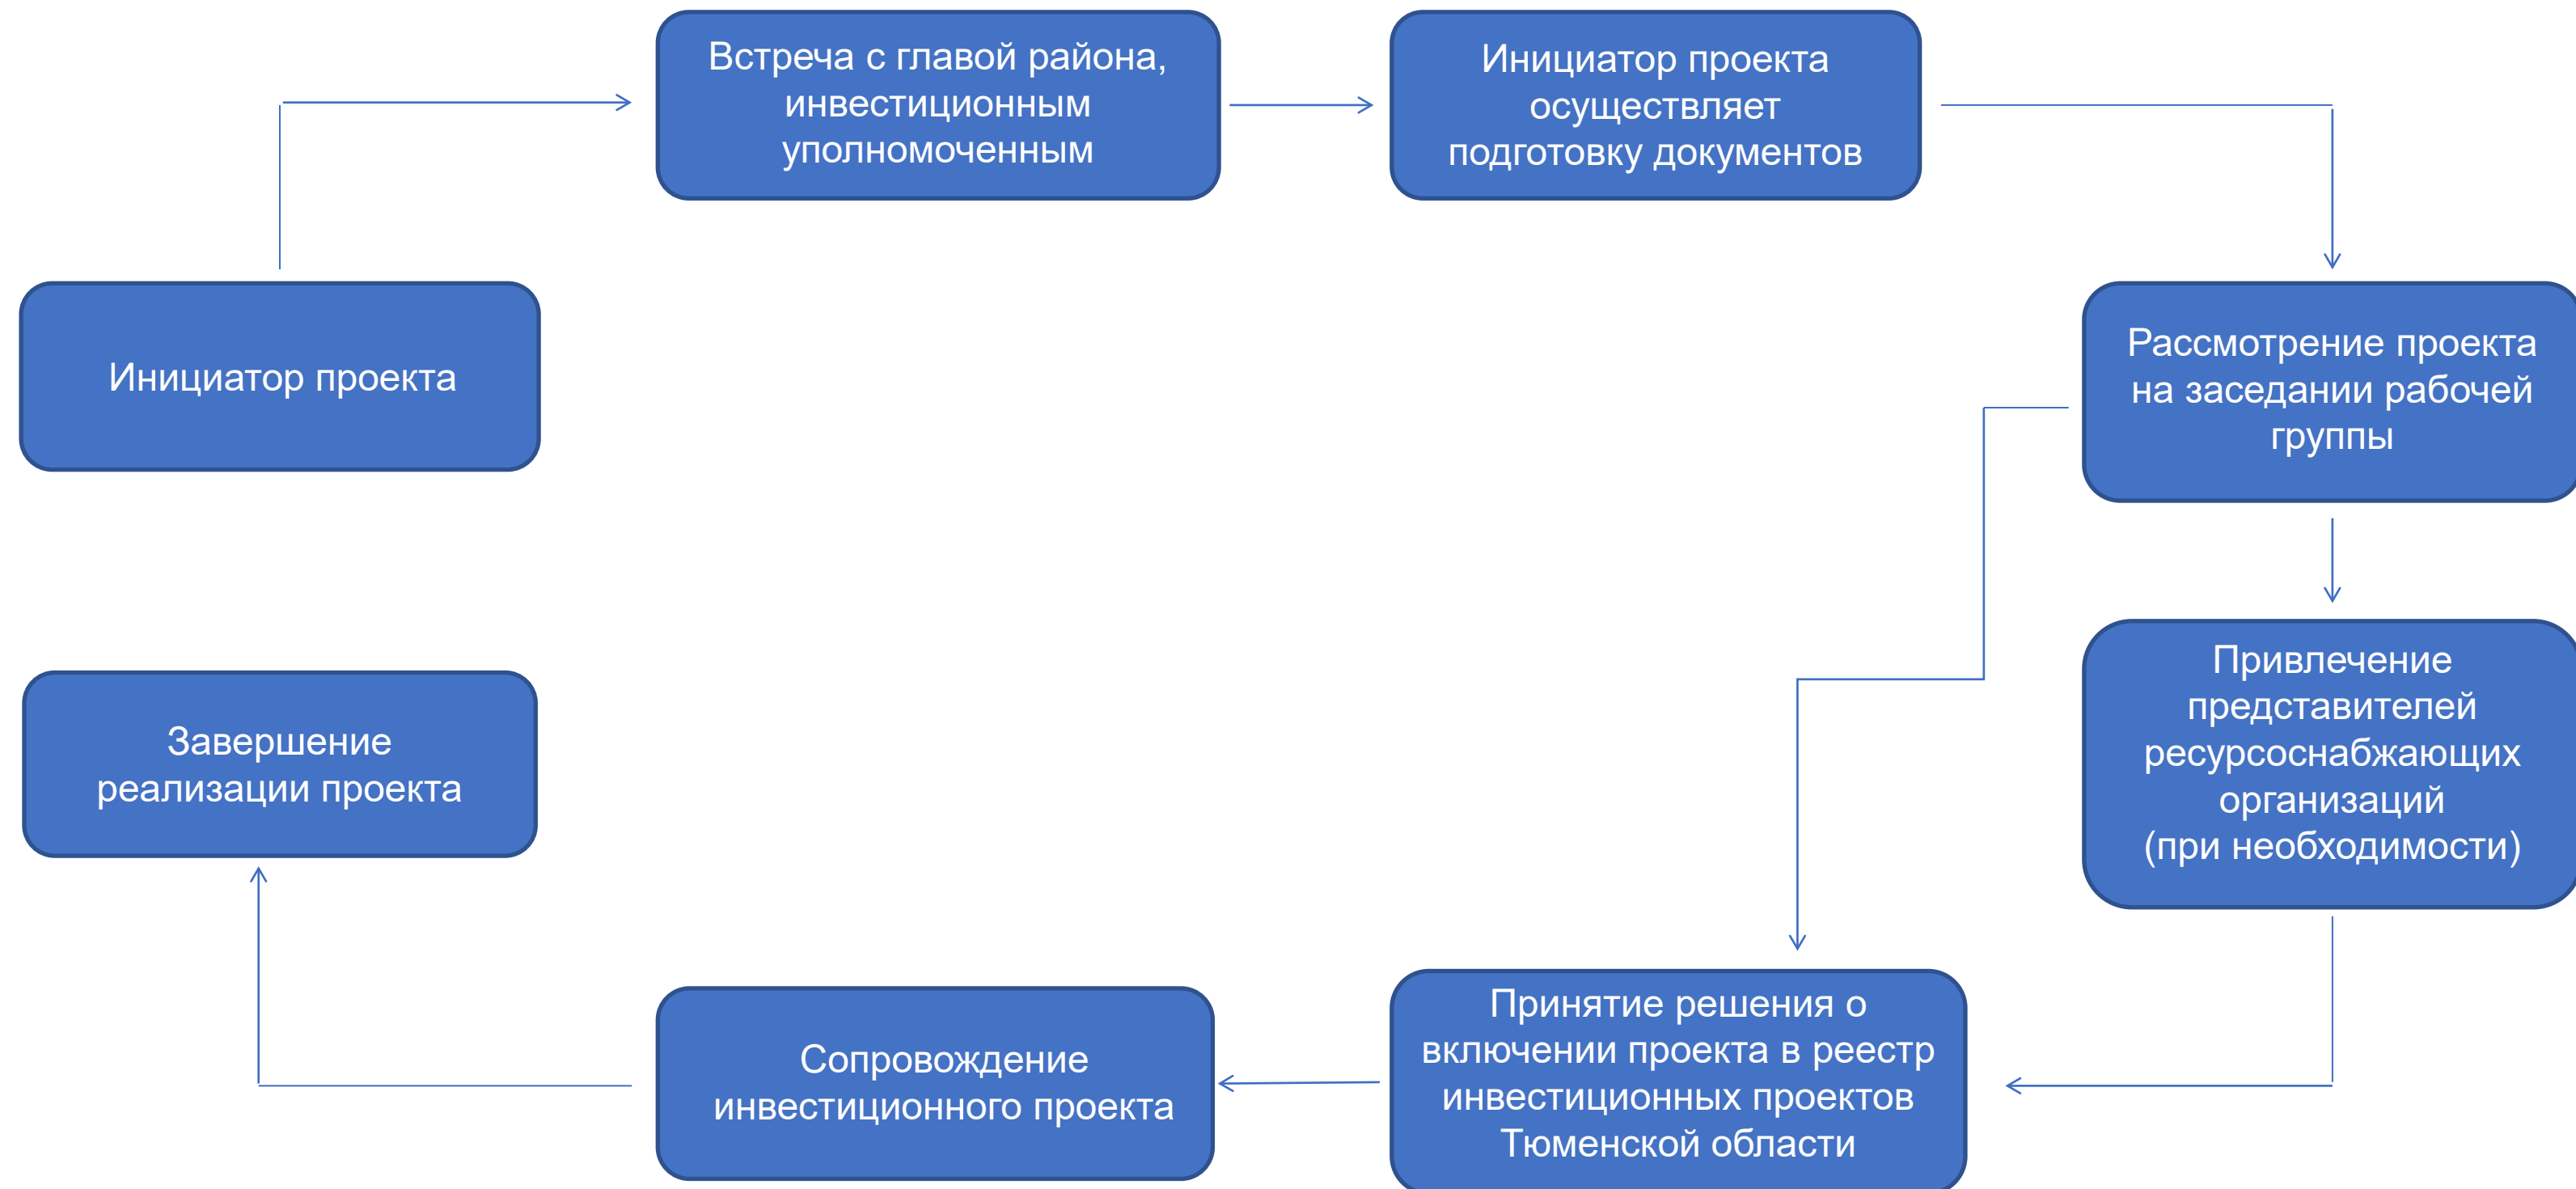 Встреча с главой района,
инвестиционным
уполномоченным
Инициатор проекта
осуществляет
подготовку документов
Инициатор проекта
Рассмотрение проекта
на заседании рабочей
группы
Привлечение
представителей
ресурсоснабжающих
организаций
(при необходимости)
Завершение
реализации проекта
Принятие решения о
включении проекта в реестр
инвестиционных проектов
Тюменской области
Сопровождение
инвестиционного проекта